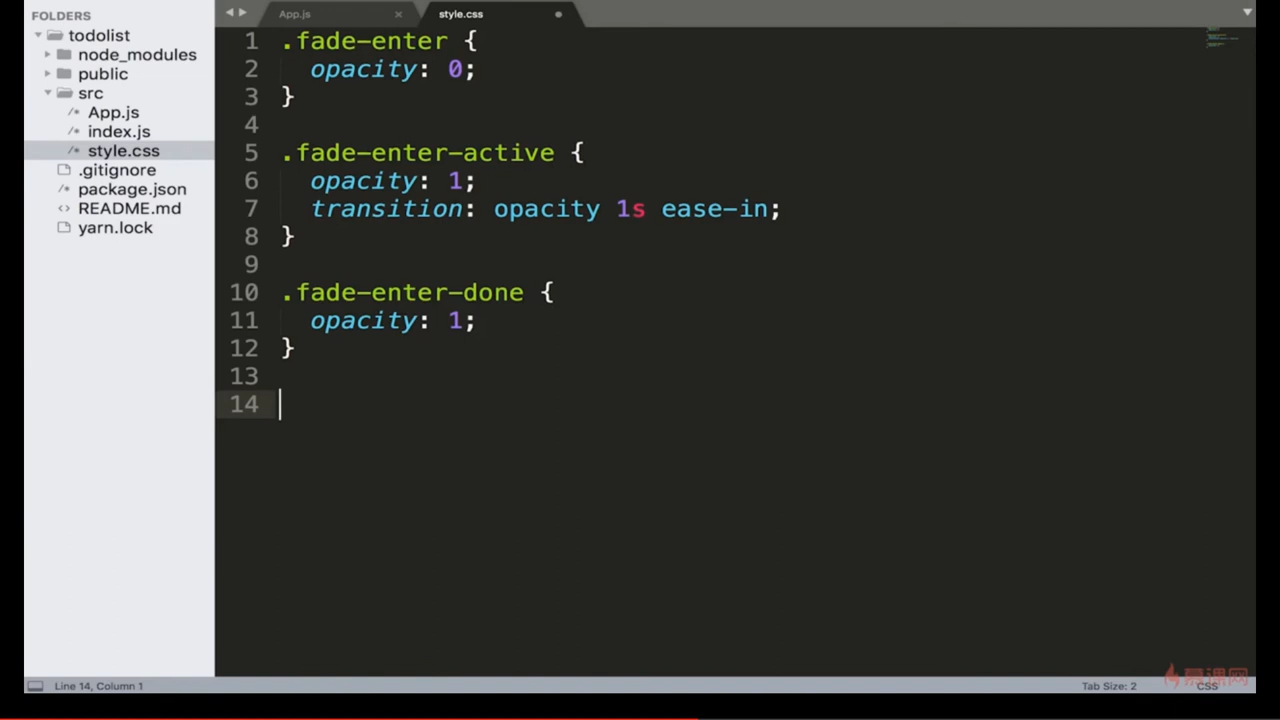 FOLDERS
todolist
node_modules
public
src
App.js
index.js
style.css
.gitignore
package.json
README.md
yarn.lock
App.js
style.css
1 .fade-enter {
2 opacity: 0;
3 }
4
5 .fade-enter-active {
6 opacity: 1;
7 transition: opacity 1s ease-in;
8 }
9
10 .fade-enter-done {
11 opacity: 1;
12 }
13
14
慕课网
Line 14, Column 1
Tab Size: 2
CSS